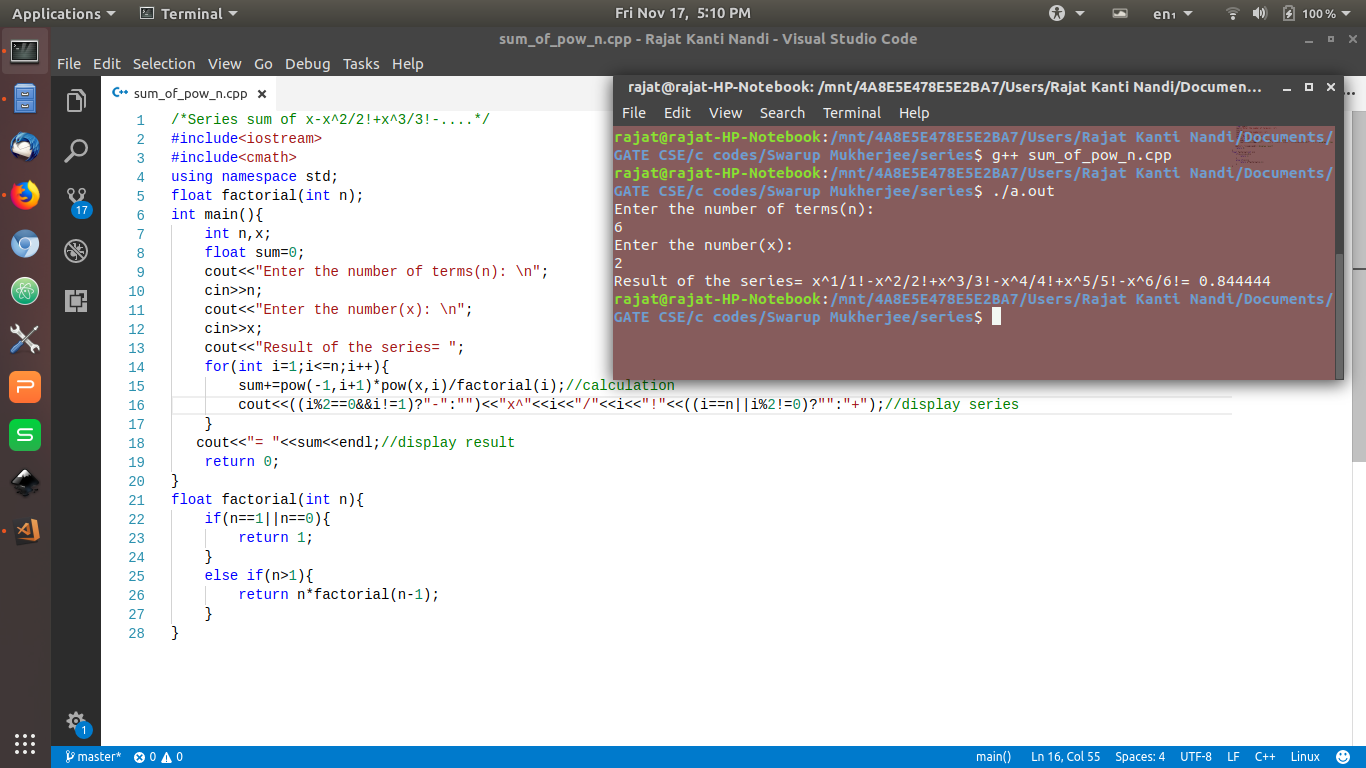 Applications
Terminal
Fri Nov 17, 5:10 PM
en₁
100 %
sum_of_pow_n.cpp - Rajat Kanti Nandi - Visual Studio Code
File Edit Selection View Go Debug Tasks Help
sum_of_pow_n.cpp
1 /*Series sum of x-x^2/2!+x^3/3!-....*/
2 #include<iostream>
3 #include<cmath>
4 using namespace std;
5 float factorial(int n);
6 int main(){
7 int n,x;
8 float sum=0;
9 cout<<"Enter the number of terms(n): \n";
10 cin>>n;
11 cout<<"Enter the number(x): \n";
12 cin>>x;
13 cout<<"Result of the series= ";
14 for(int i=1;i<=n;i++){
15 sum+=pow(-1,i+1)*pow(x,i)/factorial(i);//calculation
16 cout<<((i%2==0&&i!=1)?"-":"")<<"x^"<<i<<"/"<<i<<"!"<<((i==n||i%2!=0)?"":"+");//display series
17 }
18 cout<<"= "<<sum<<endl;//display result
19 return 0;
20 }
21 float factorial(int n){
22 if(n==1||n==0){
23 return 1;
24 }
25 else if(n>1){
26 return n*factorial(n-1);
27 }
28 }
rajat@rajat-HP-Notebook: /mnt/4A8E5E478E5E2BA7/Users/Rajat Kanti Nandi/Documen...
File Edit View Search Terminal Help
rajat@rajat-HP-Notebook:/mnt/4A8E5E478E5E2BA7/Users/Rajat Kanti Nandi/Documents/
GATE CSE/c codes/Swarup Mukherjee/series$ g++ sum_of_pow_n.cpp
rajat@rajat-HP-Notebook:/mnt/4A8E5E478E5E2BA7/Users/Rajat Kanti Nandi/Documents/
GATE CSE/c codes/Swarup Mukherjee/series$ ./a.out
Enter the number of terms(n):
6
Enter the number(x):
2
Result of the series= x^1/1!-x^2/2!+x^3/3!-x^4/4!+x^5/5!-x^6/6!= 0.844444
rajat@rajat-HP-Notebook:/mnt/4A8E5E478E5E2BA7/Users/Rajat Kanti Nandi/Documents/
GATE CSE/c codes/Swarup Mukherjee/series$
17
1
master* 0 0
main() Ln 16, Col 55 Spaces: 4 UTF-8 LF C++ Linux